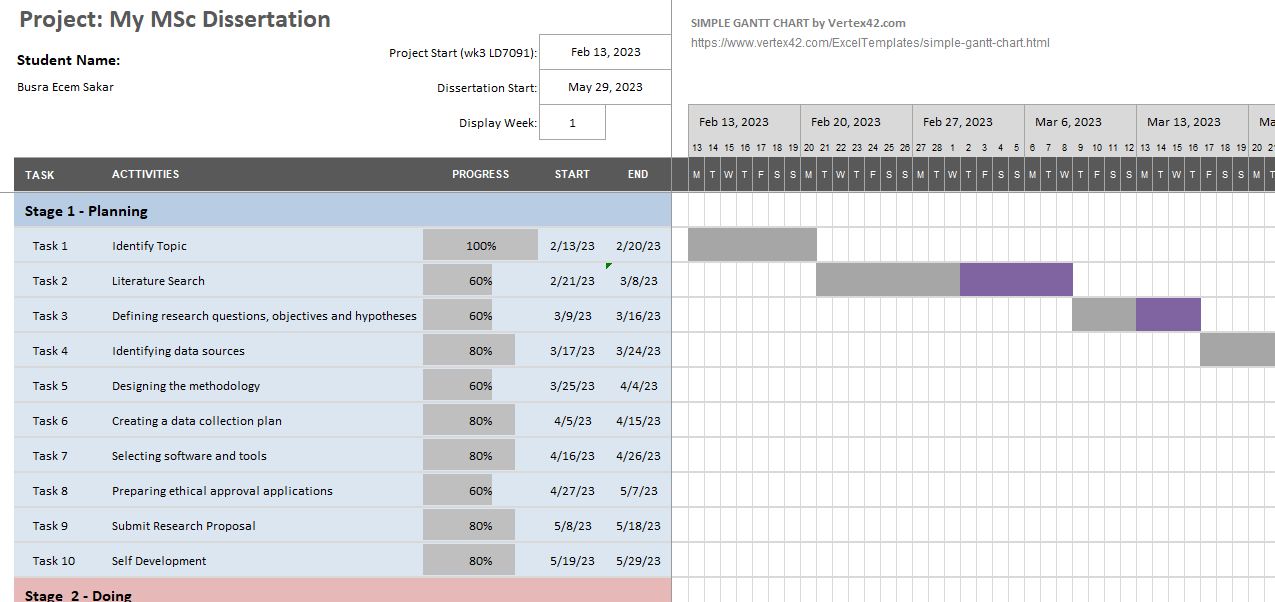 Project: My MSc Dissertation
SIMPLE GANTT CHART by Vertex42.com
https://www.vertex42.com/ExcelTemplates/simple-gantt-chart.html
Student Name:
Project Start (wk3 LD7091): Feb 13, 2023
Busra Ecem Sakar
Dissertation Start: May 29, 2023
Display Week: 1
Feb 13, 2023 Feb 20, 2023 Feb 27, 2023 Mar 6, 2023 Mar 13, 2023
13 14 15 16 17 18 19 20 21 22 23 24 25 26 27 28 1 2 3 4 5 6 7 8 9 10 11 12 13 14 15 16 17 18 19 20
TASK ACTTIVITIES PROGRESS START END M T W T F S S M T W T F S S M T W T F S S M T W T F S S M T W T F S S M T
Stage 1 - Planning
Task 1 Identify Topic 100% 2/13/23 2/20/23
Task 2 Literature Search 60% 2/21/23 3/8/23
Task 3 Defining research questions, objectives and hypotheses 60% 3/9/23 3/16/23
Task 4 Identifying data sources 80% 3/17/23 3/24/23
Task 5 Designing the methodology 60% 3/25/23 4/4/23
Task 6 Creating a data collection plan 80% 4/5/23 4/15/23
Task 7 Selecting software and tools 80% 4/16/23 4/26/23
Task 8 Preparing ethical approval applications 60% 4/27/23 5/7/23
Task 9 Submit Research Proposal 80% 5/8/23 5/18/23
Task 10 Self Development 80% 5/19/23 5/29/23
Stage 2 - Doing